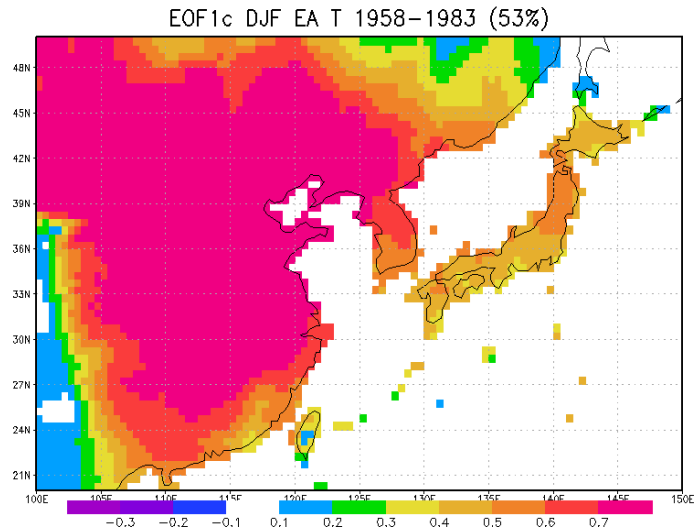 EOF1c DJF EA T 1958−1983 (53%)
48N
45N
42N
39N
36N
33N
30N
27N
24N
21N
100E 105E 110E 115E 120E 125E 130E 135E 140E 145E 150E
−0.3 −0.2 −0.1 0.1 0.2 0.3 0.4 0.5 0.6 0.7